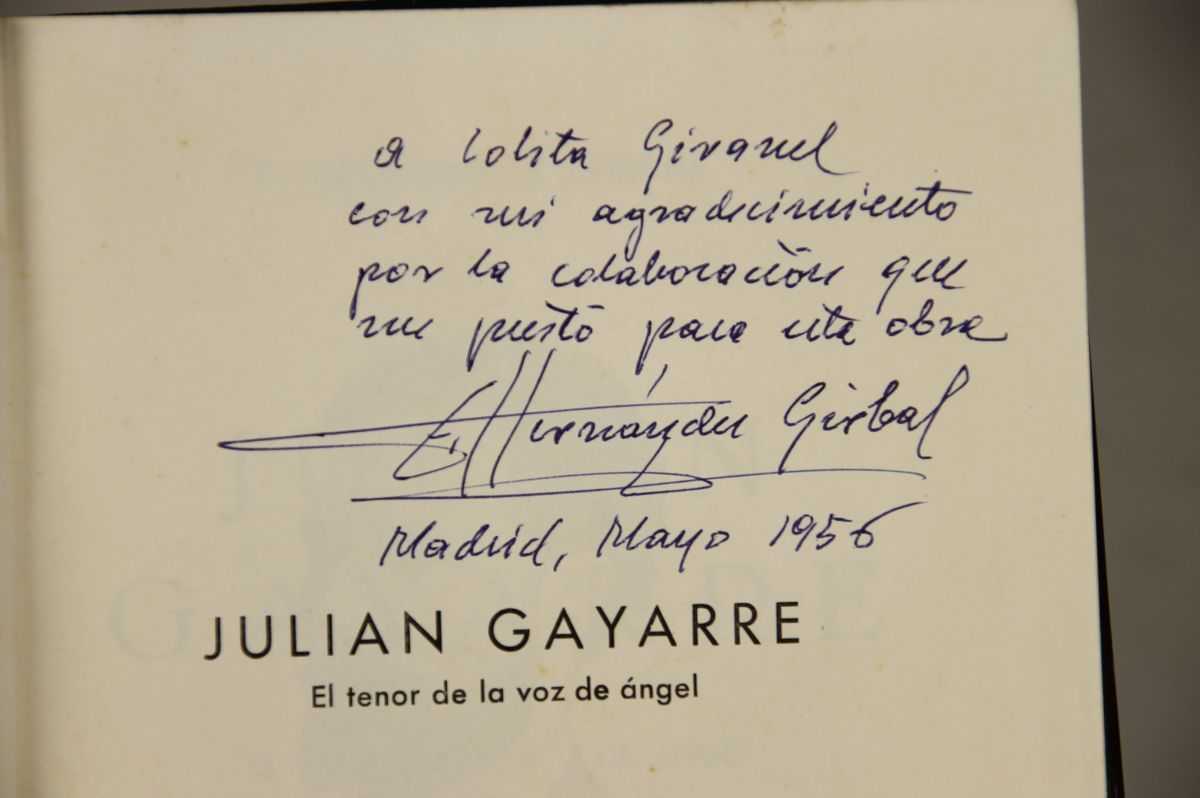 A Lolita Giranel
con mi agradecimiento
por la colaboración que
me prestó para esta obra
F. Hernández Girbal
Madrid, Mayo 1956
JULIAN GAYARRE
El tenor de la voz de ángel